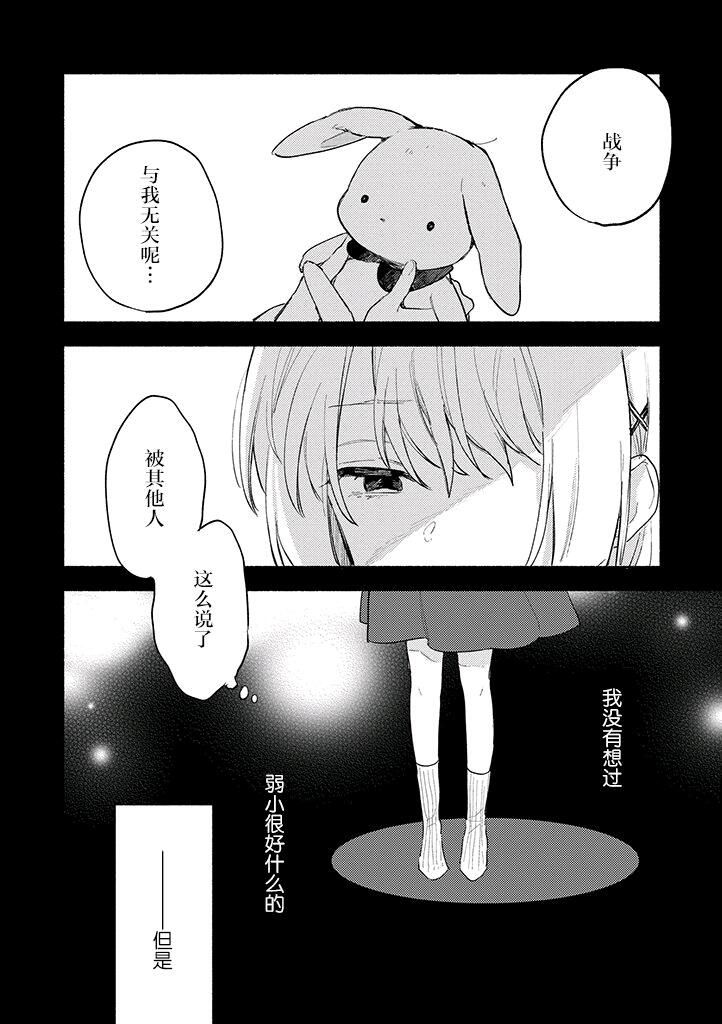 战争
与我无关呢…
被其他人
这么说了
我没有想过
弱小很好什么的
——但是